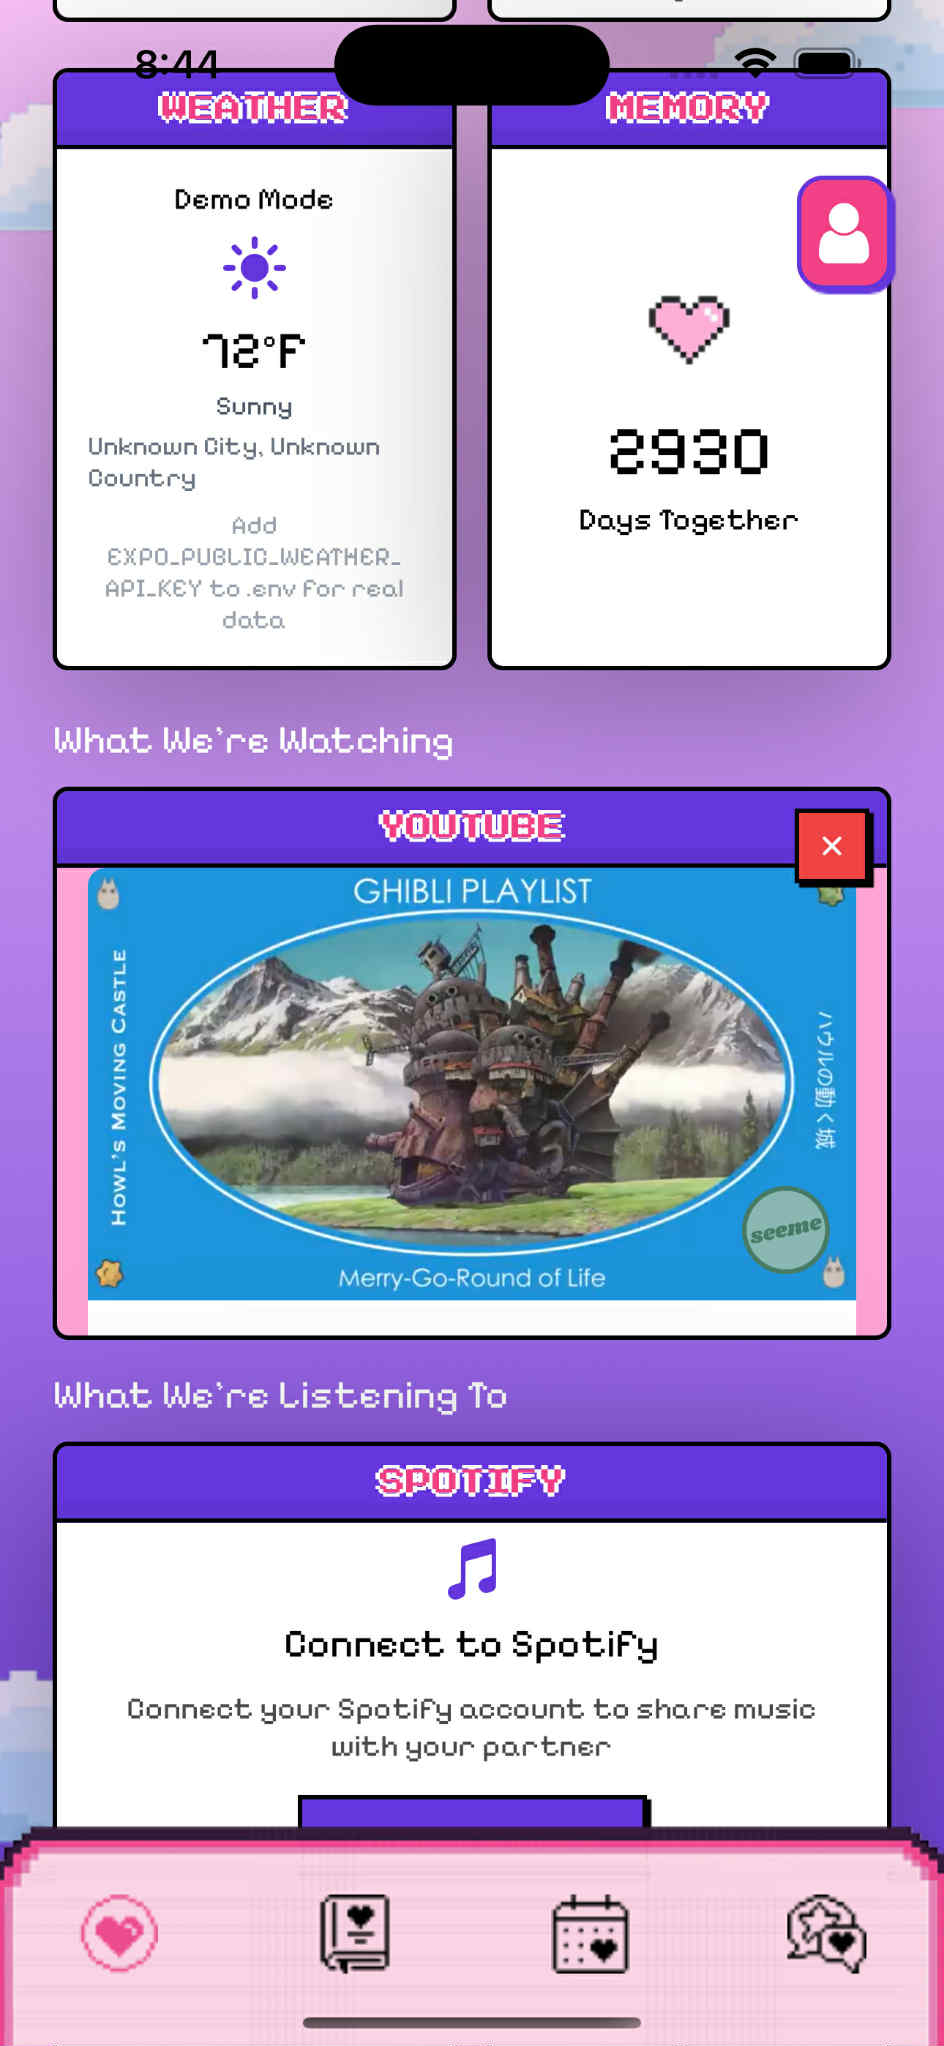 8:44
WEATHER
Demo Mode
72°F
Sunny
Unknown City, Unknown
Country
Add
EXPO_PUBLIC_WEATHER_
API_KEY to .env for real
data
MEMORY
2930
Days Together
What We're Watching
YOUTUBE
×
GHIBLI PLAYLIST
HOWL'S MOVING CASTLE
ハウルの動く城
seeme
Merry-Go-Round of Life
What We're Listening To
SPOTIFY
Connect to Spotify
Connect your Spotify account to share music
with your partner